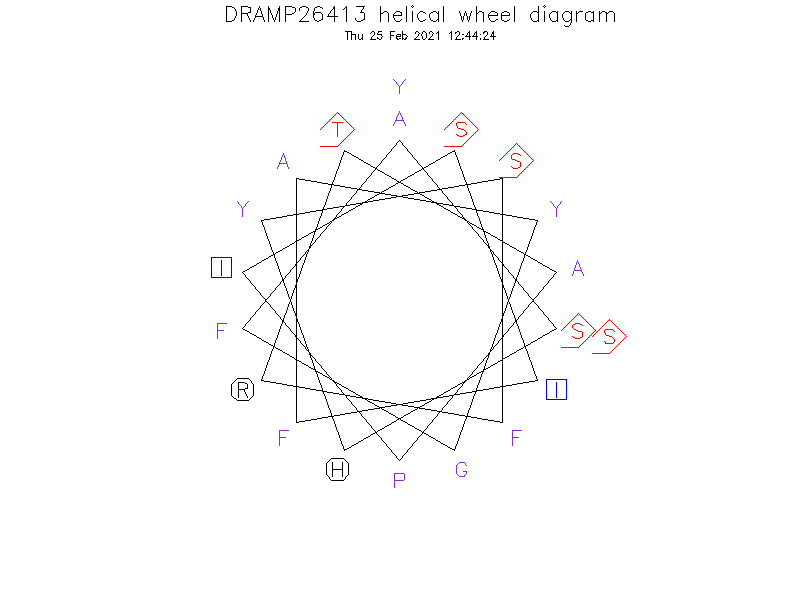 DRAMP26413 helical wheel diagram
Thu 25 Feb 2021 12:44:24
Y
T A S
A S
Y Y
I A
F S S
R I
F F
H P G